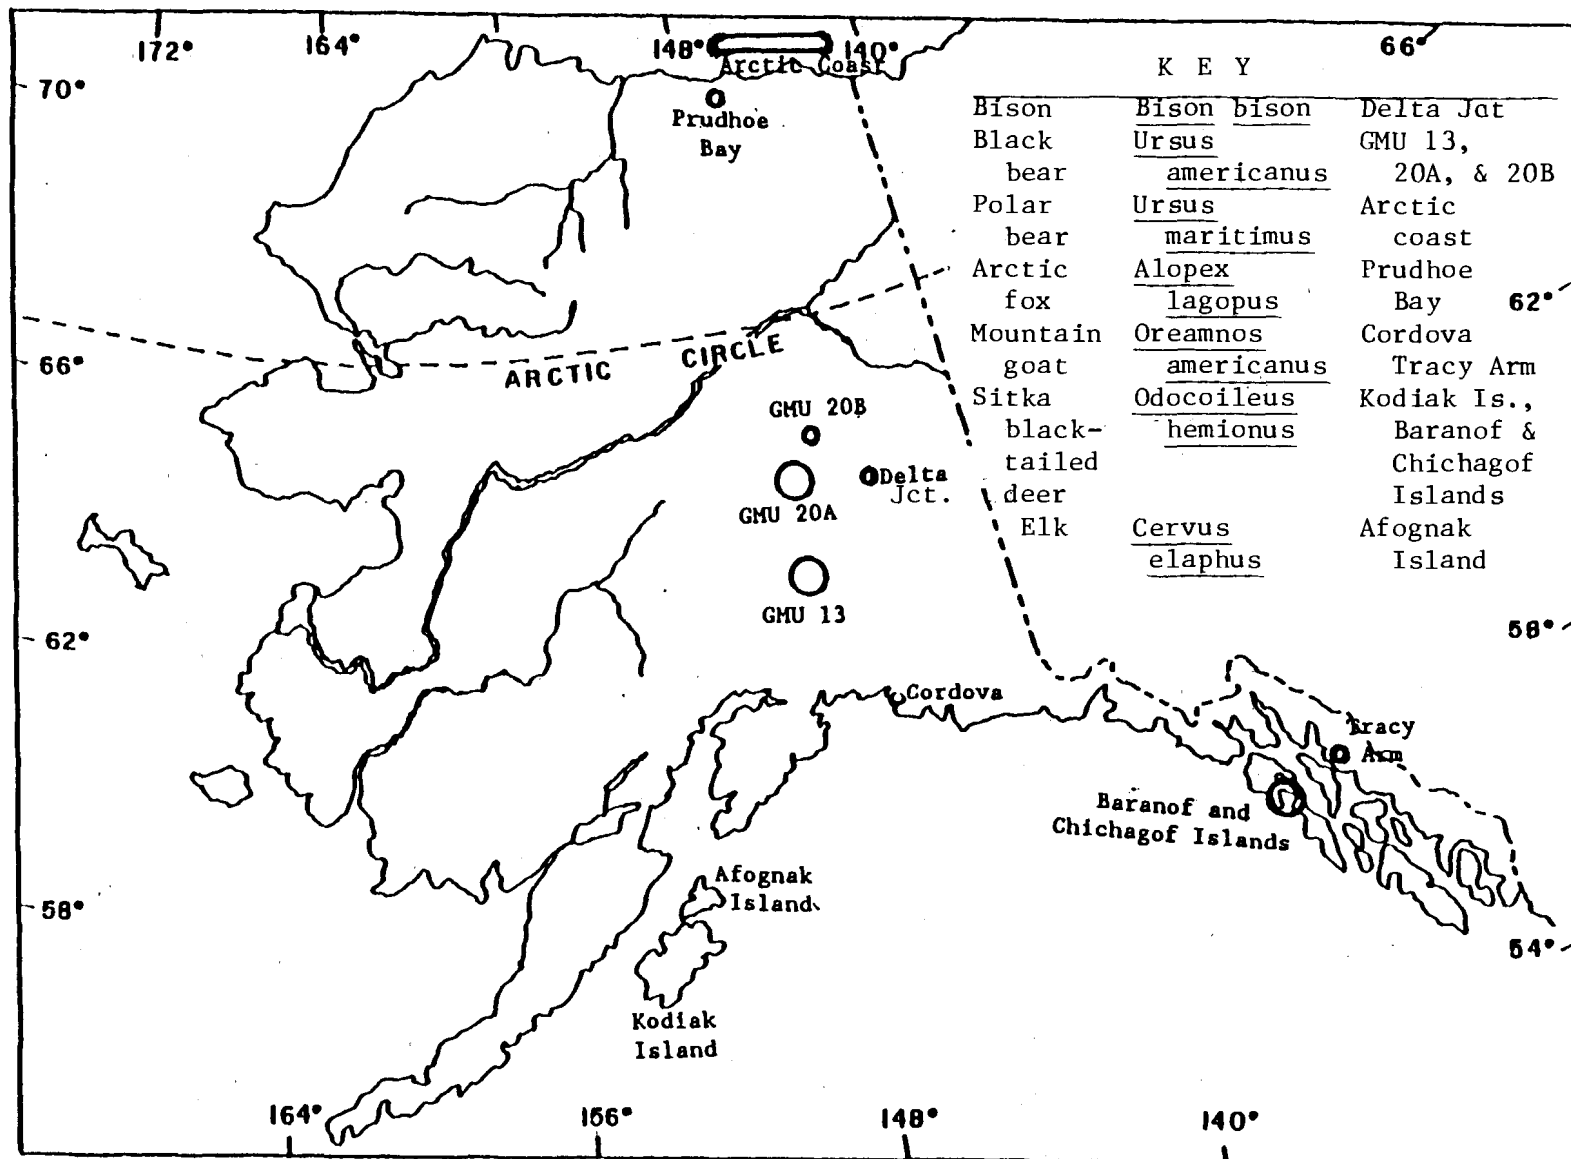 172°
164°
148°
140°
66°
Arctic Coast
70°
Prudhoe
Bay
K E Y
Bison Bison bison Delta Jct
Black Ursus GMU 13,
bear americanus 20A, & 20B
Polar Ursus Arctic
bear maritimus coast
Arctic Alopex Prudhoe
fox lagopus Bay
Mountain Oreamnos Cordova
goat americanus Tracy Arm
Sitka Odocoileus Kodiak Is.,
black- hemionus Baranof &
tailed Chichagof
deer Islands
Elk Cervus Afognak
elaphus Island
62°
66°
ARCTIC CIRCLE
GMU 20B
Delta
Jct.
GMU 20A
GMU 13
62°
58°
Cordova
Tracy
Arm
Baranof and
Chichagof Islands
Afognak
Island
58°
54°
Kodiak
Island
164°
156°
148°
140°